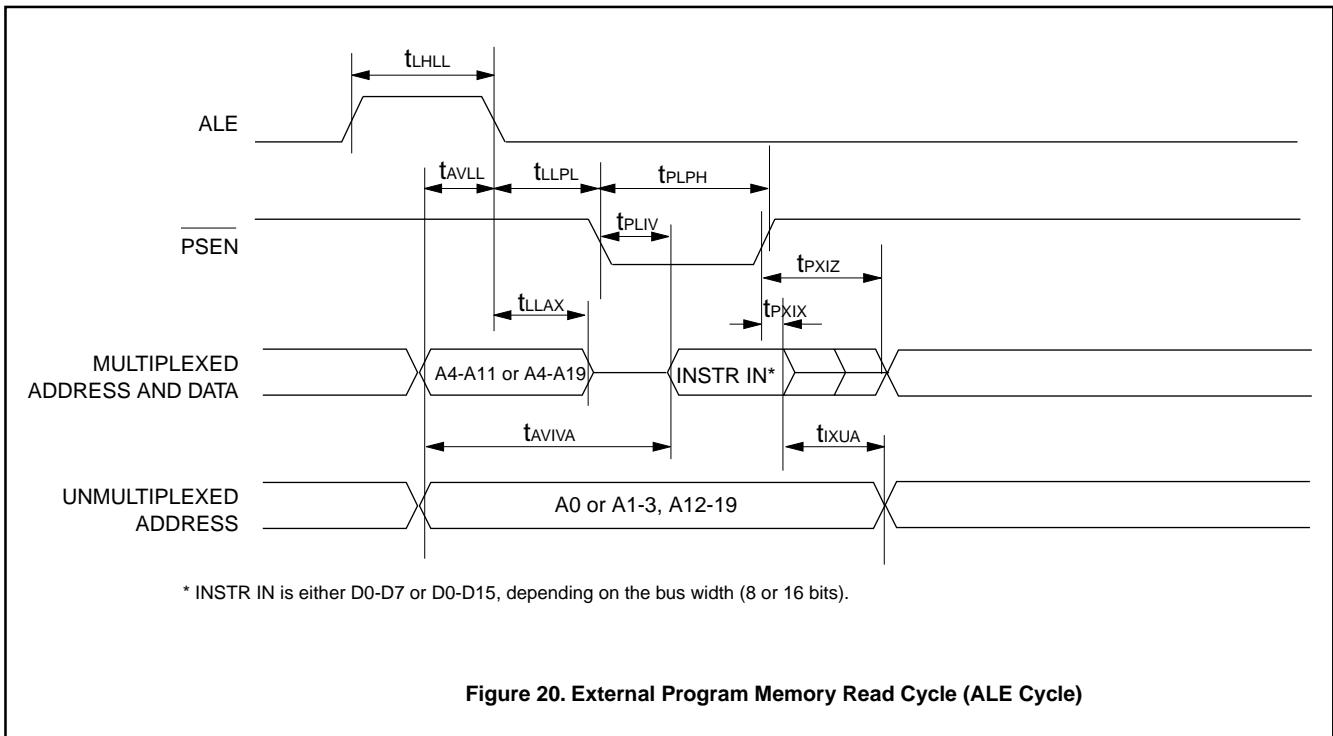 tLHLL
ALE
tAVLL
tLLPL
tPLPH
PSEN
tPLIV
tPXIZ
tLLAX
tPXIX
MULTIPLEXED
ADDRESS AND DATA
A4-A11 or A4-A19
INSTR IN*
tAVIVA
tIXUA
UNMULTIPLEXED
ADDRESS
A0 or A1-3, A12-19
* INSTR IN is either D0-D7 or D0-D15, depending on the bus width (8 or 16 bits).
Figure 20. External Program Memory Read Cycle (ALE Cycle)